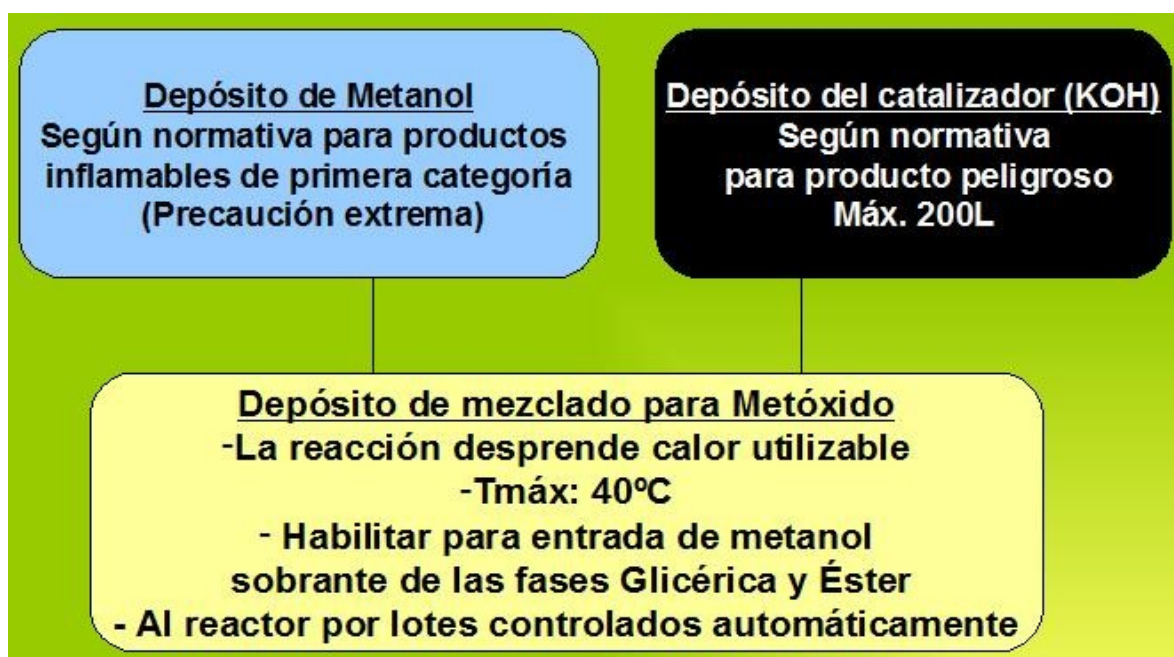 Depósito de Metanol
Según normativa para productos
inflamables de primera categoría
(Precaución extrema)
Depósito del catalizador (KOH)
Según normativa
para producto peligroso
Máx. 200L
Depósito de mezclado para Metóxido
-La reacción desprende calor utilizable
-Tmáx: 40ºC
- Habilitar para entrada de metanol
sobrante de las fases Glicérica y Éster
- Al reactor por lotes controlados automáticamente